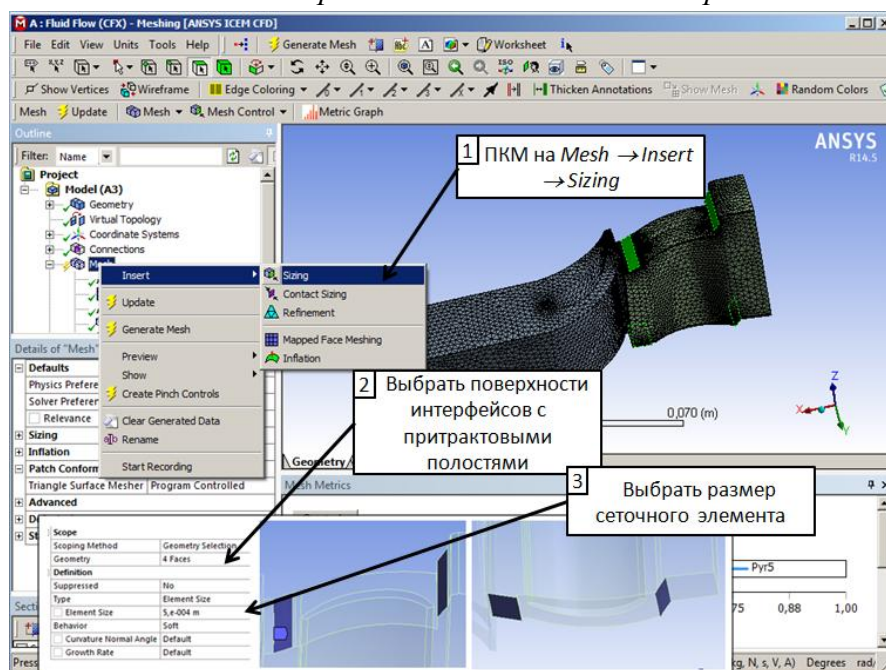 A : Fluid Flow (CFX) - Meshing [ANSYS ICEM CFD]
File Edit View Units Tools Help Generate Mesh A Worksheet
Show Vertices Wireframe Edge Coloring Thicken Annotations Show Mesh Random Colors
Mesh Update Mesh Mesh Control Metric Graph
Outline
Filter: Name
Project
Model (A3)
Geometry
Virtual Topology
Coordinate Systems
Connections
Mesh
Insert
Update
Generate Mesh
Preview
Show
Create Pinch Controls
Clear Generated Data
Rename
Start Recording
Sizing
Contact Sizing
Refinement
Mapped Face Meshing
Inflation
1 ПКМ на Mesh → Insert
→ Sizing
ANSYS
R14.5
Z
X
Y
0,070 (m)
Details of "Mesh"
Defaults
Physics Prefere
Solver Preferen
Relevance
Sizing
Inflation
Patch Conform
Triangle Surface Mesher Program Controlled
Advanced
2 Выбрать поверхности
интерфейсов с
притрактовыми
полостями
Geometry
Mesh Metrics
3 Выбрать размер
сеточного элемента
Scope
Scoping Method Geometry Selection
Geometry 4 Faces
Definition
Suppressed No
Type Element Size
Element Size 5,e-004 m
Behavior Soft
Curvature Normal Angle Default
Growth Rate Default
Pyr5
75 0,88 1,00
Secti
Press
kg, N, s, V, A) Degrees rad/